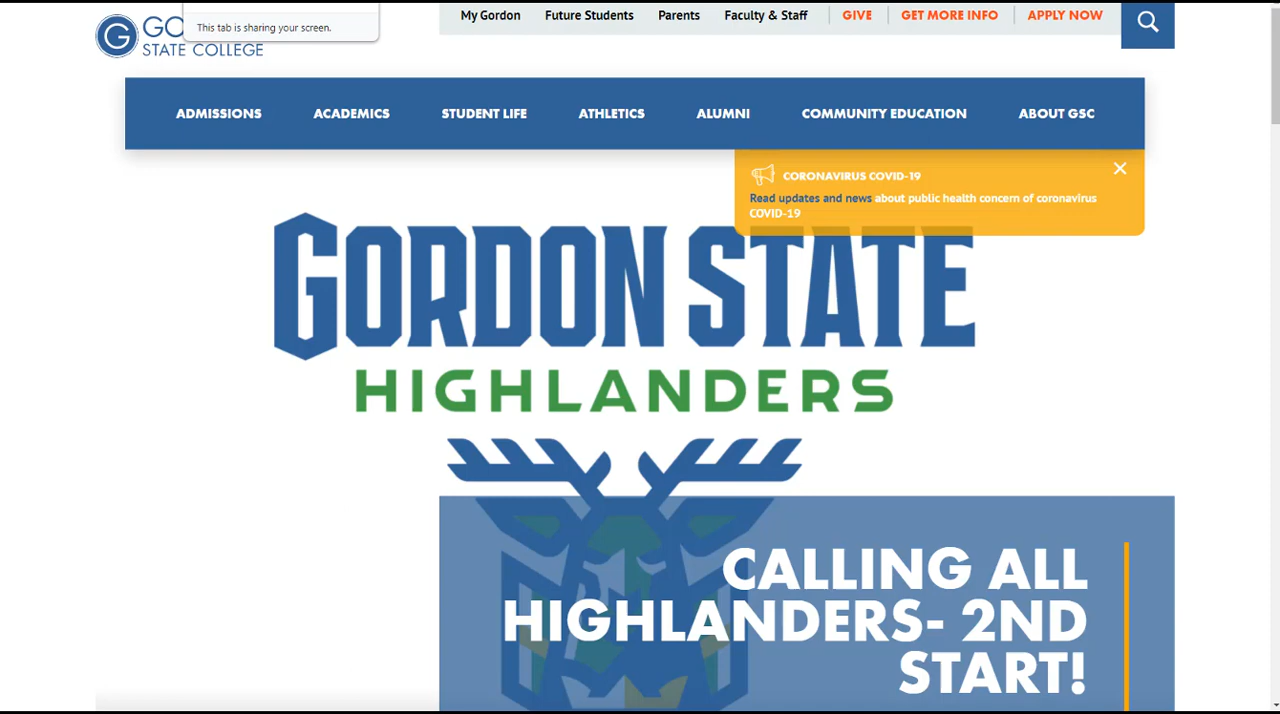 This tab is sharing your screen.
GO
STATE COLLEGE
My Gordon Future Students Parents Faculty & Staff GIVE GET MORE INFO APPLY NOW
ADMISSIONS ACADEMICS STUDENT LIFE ATHLETICS ALUMNI COMMUNITY EDUCATION ABOUT GSC
CORONAVIRUS COVID-19
Read updates and news about public health concern of coronavirus
COVID-19
GORDON STATE
HIGHLANDERS
CALLING ALL
HIGHLANDERS- 2ND
START!